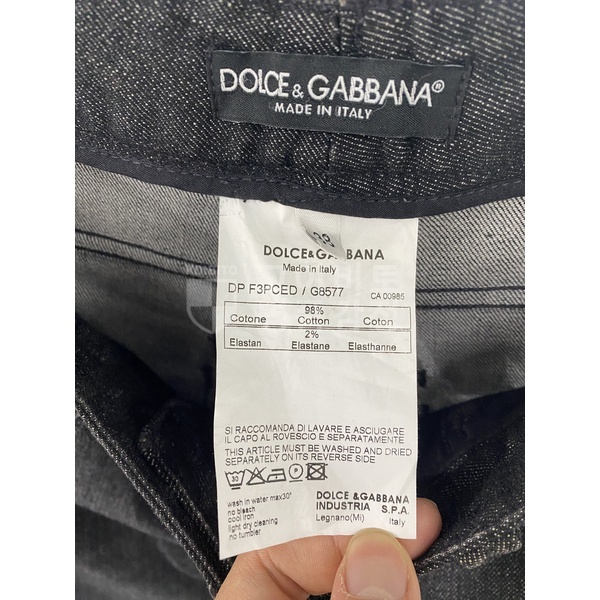 DOLCE & GABBANA®
MADE IN ITALY
38
DOLCE&GABBANA
Made in Italy
DP F3PCED / G8577 CA 00985
98%
Cotone Cotton Coton
2%
Elastan Elastane Elasthanne
SI RACCOMANDA DI LAVARE E ASCIUGARE
IL CAPO AL ROVESCIO E SEPARATAMENTE
THIS ARTICLE MUST BE WASHED AND DRIED
SEPARATELY ON ITS REVERSE SIDE
30 P
wash in water max30°
no bleach
cool iron
light dry cleaning
no tumbler
DOLCE & GABBANA
INDUSTRIA S.P.A.
Legnano(Mi) Italy